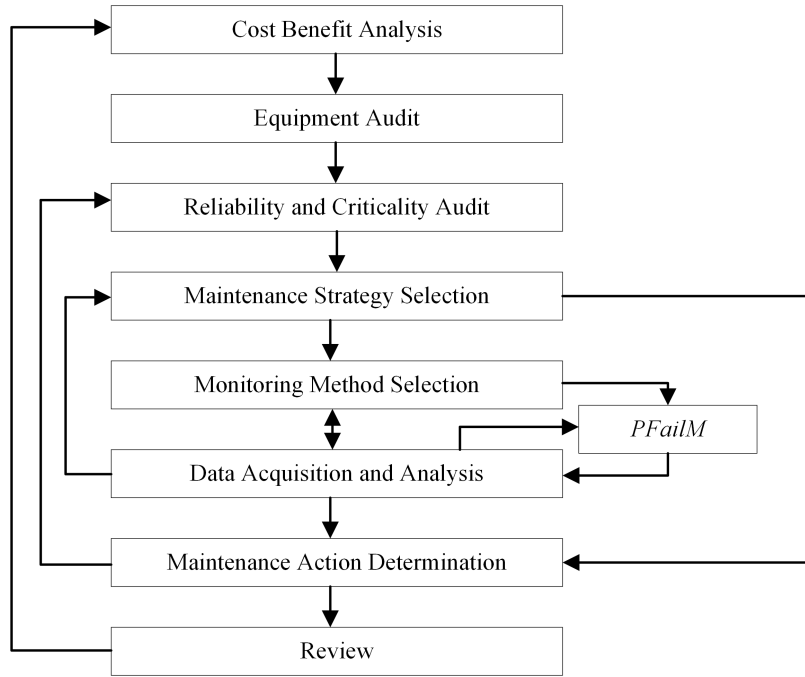 Cost Benefit Analysis
Equipment Audit
Reliability and Criticality Audit
Maintenance Strategy Selection
Monitoring Method Selection
PFailM
Data Acquisition and Analysis
Maintenance Action Determination
Review